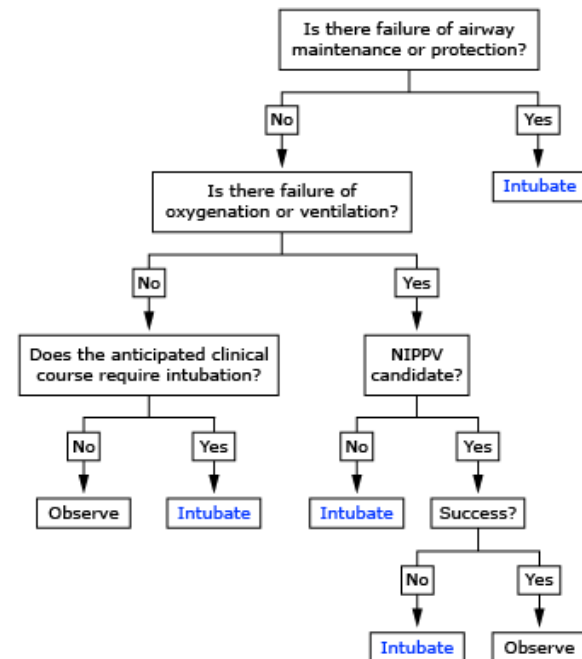 Is there failure of airway
maintenance or protection?
No
Yes
Intubate
Is there failure of
oxygenation or ventilation?
No
Yes
Does the anticipated clinical
course require intubation?
NIPPV
candidate?
No
Yes
No
Yes
Observe
Intubate
Intubate
Success?
No
Yes
Intubate
Observe